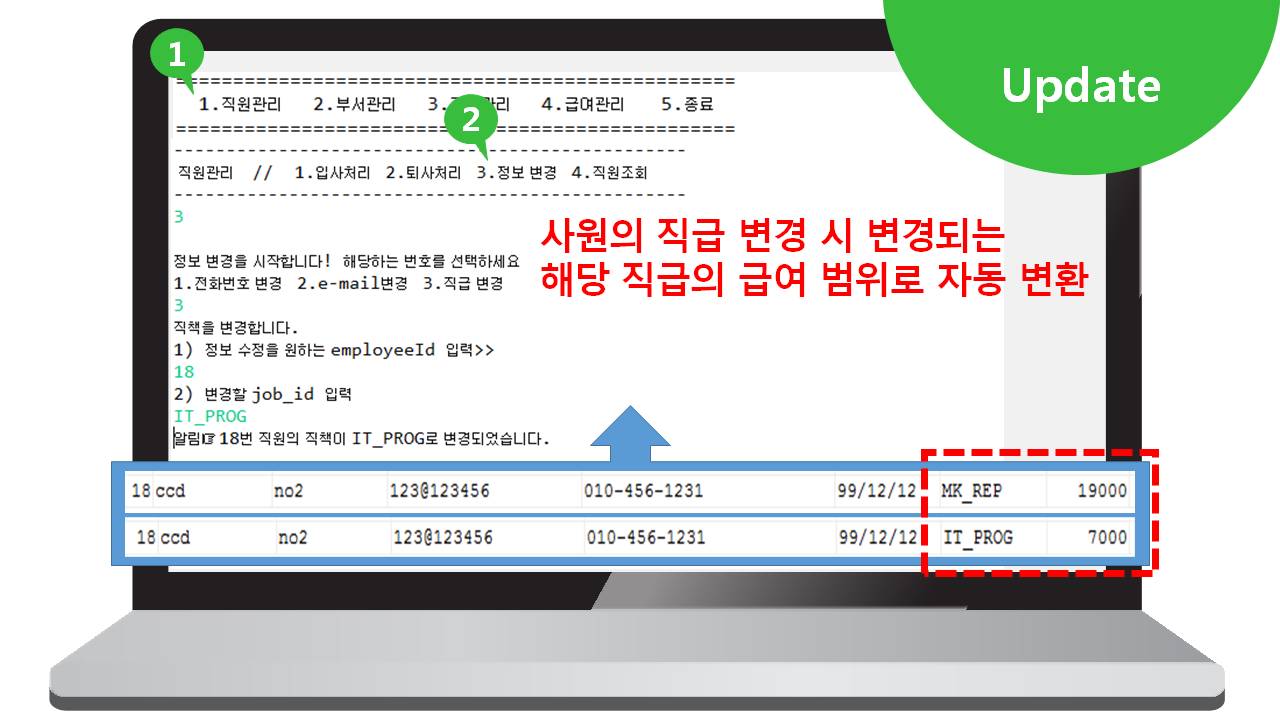 Update
1
==================================================
1.직원관리 2.부서관리 3. 관리 4.급여관리 5.종료
2
==================================================
--------------------------------------------------
직원관리 // 1.입사처리 2.퇴사처리 3.정보 변경 4.직원조회
--------------------------------------------------
3
사원의 직급 변경 시 변경되는
해당 직급의 급여 범위로 자동 변환
정보 변경을 시작합니다! 해당하는 번호를 선택하세요
1.전화번호 변경 2.e-mail변경 3.직급 변경
3
직책을 변경합니다.
1) 정보 수정을 원하는 employeeId 입력>>
18
2) 변경할 job_id 입력
IT_PROG
알림☞ 18번 직원의 직책이 IT_PROG로 변경되었습니다.
18 ccd no2 123@123456 010-456-1231 99/12/12 MK_REP 19000
18 ccd no2 123@123456 010-456-1231 99/12/12 IT_PROG 7000